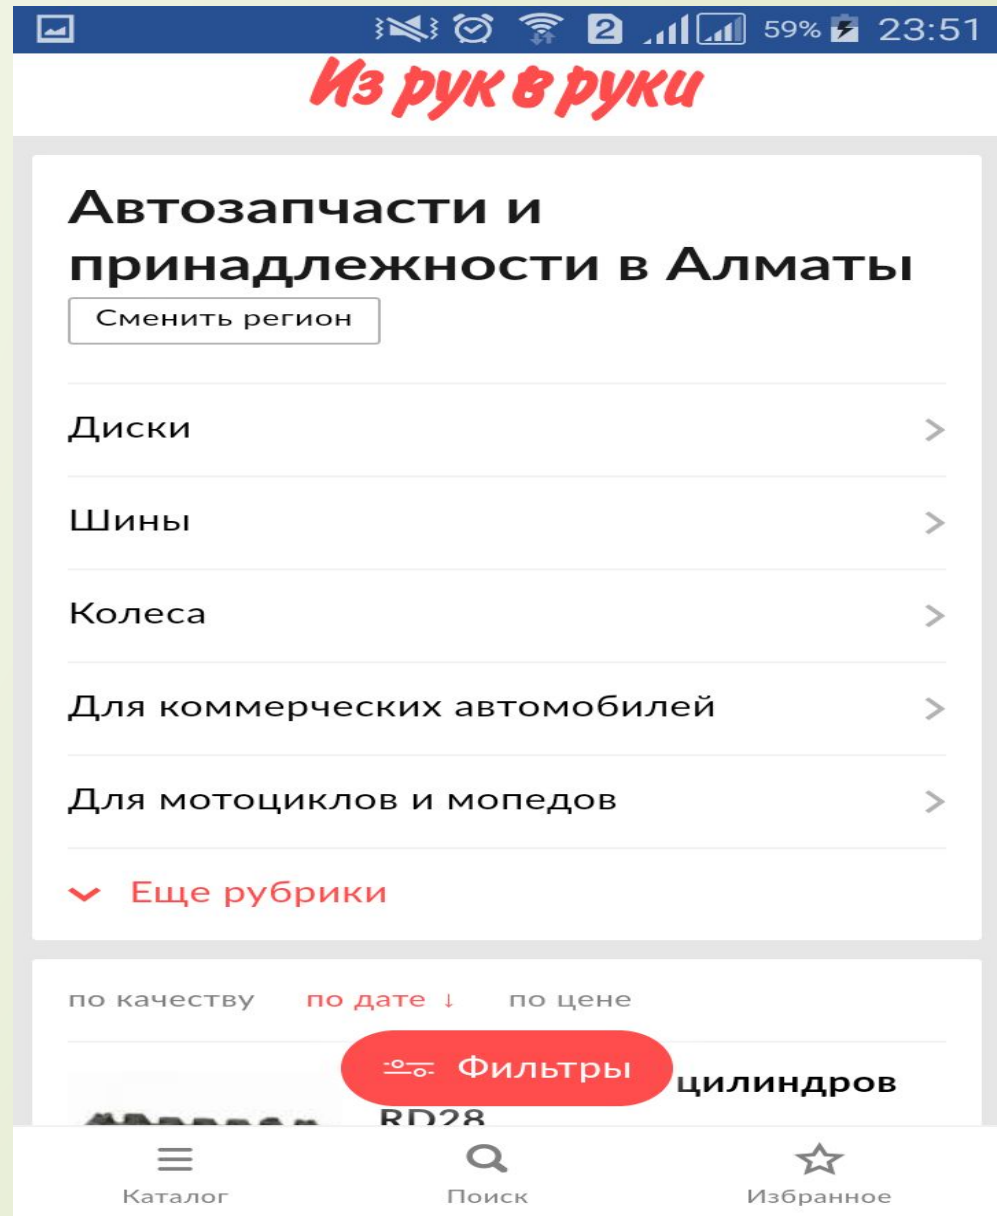 2 59% 23:51
Из рук в руки
Автозапчасти и
принадлежности в Алматы
Сменить регион
Диски
Шины
Колеса
Для коммерческих автомобилей
Для мотоциклов и мопедов
Еще рубрики
по качеству по дате ↓ по цене
Фильтры
цилиндров
RD28
Каталог Поиск Избранное